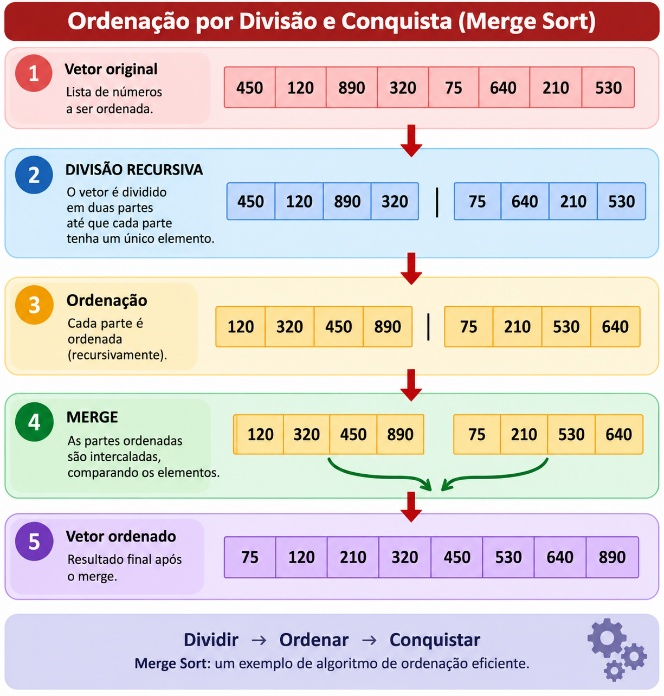 Ordenação por Divisão e Conquista (Merge Sort)
1
Vetor original
Lista de números
a ser ordenada.
450 120 890 320 75 640 210 530
2
DIVISÃO RECURSIVA
O vetor é dividido
em duas partes
até que cada parte
tenha um único elemento.
450 120 890 320 | 75 640 210 530
3
Ordenação
Cada parte é
ordenada
(recursivamente).
120 320 450 890 | 75 210 530 640
4
MERGE
As partes ordenadas
são intercaladas,
comparando os elementos.
120 320 450 890 75 210 530 640
5
Vetor ordenado
Resultado final após
o merge.
75 120 210 320 450 530 640 890
Dividir → Ordenar → Conquistar
Merge Sort: um exemplo de algoritmo de ordenação eficiente.